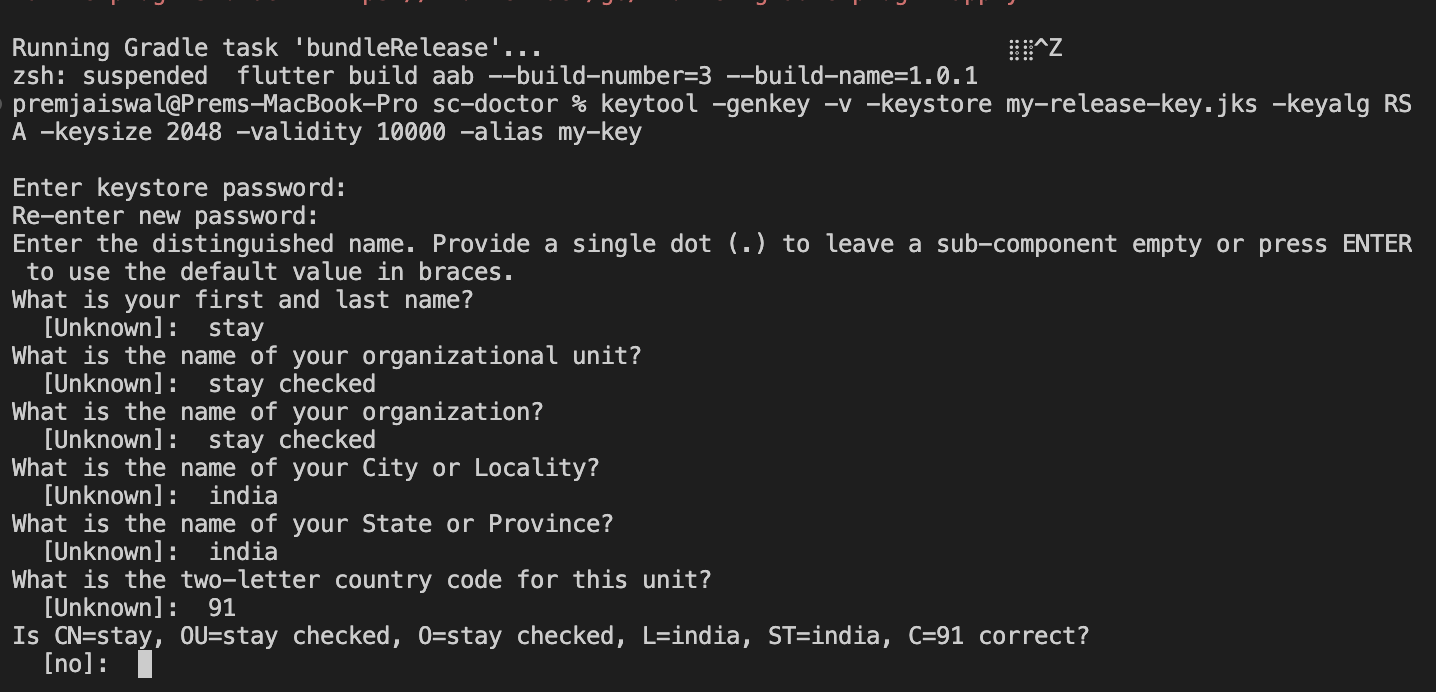 Running Gradle task 'bundleRelease'... ⣿⣿^Z
zsh: suspended  flutter build aab --build-number=3 --build-name=1.0.1
premjaiswal@Prems-MacBook-Pro sc-doctor % keytool -genkey -v -keystore my-release-key.jks -keyalg RS
A -keysize 2048 -validity 10000 -alias my-key
Enter keystore password:
Re-enter new password:
Enter the distinguished name. Provide a single dot (.) to leave a sub-component empty or press ENTER
 to use the default value in braces.
What is your first and last name?
  [Unknown]:  stay
What is the name of your organizational unit?
  [Unknown]:  stay checked
What is the name of your organization?
  [Unknown]:  stay checked
What is the name of your City or Locality?
  [Unknown]:  india
What is the name of your State or Province?
  [Unknown]:  india
What is the two-letter country code for this unit?
  [Unknown]:  91
Is CN=stay, OU=stay checked, O=stay checked, L=india, ST=india, C=91 correct?
  [no]: